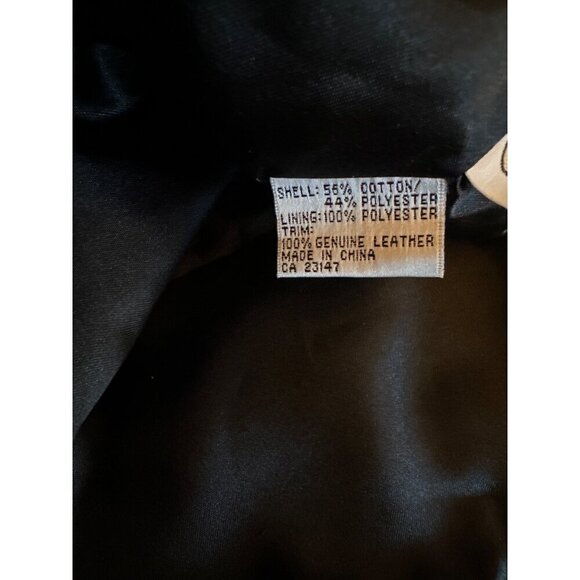 SHELL: 56% COTTON/
44% POLYESTER
LINING: 100% POLYESTER
TRIM:
100% GENUINE LEATHER
MADE IN CHINA
CA 23147